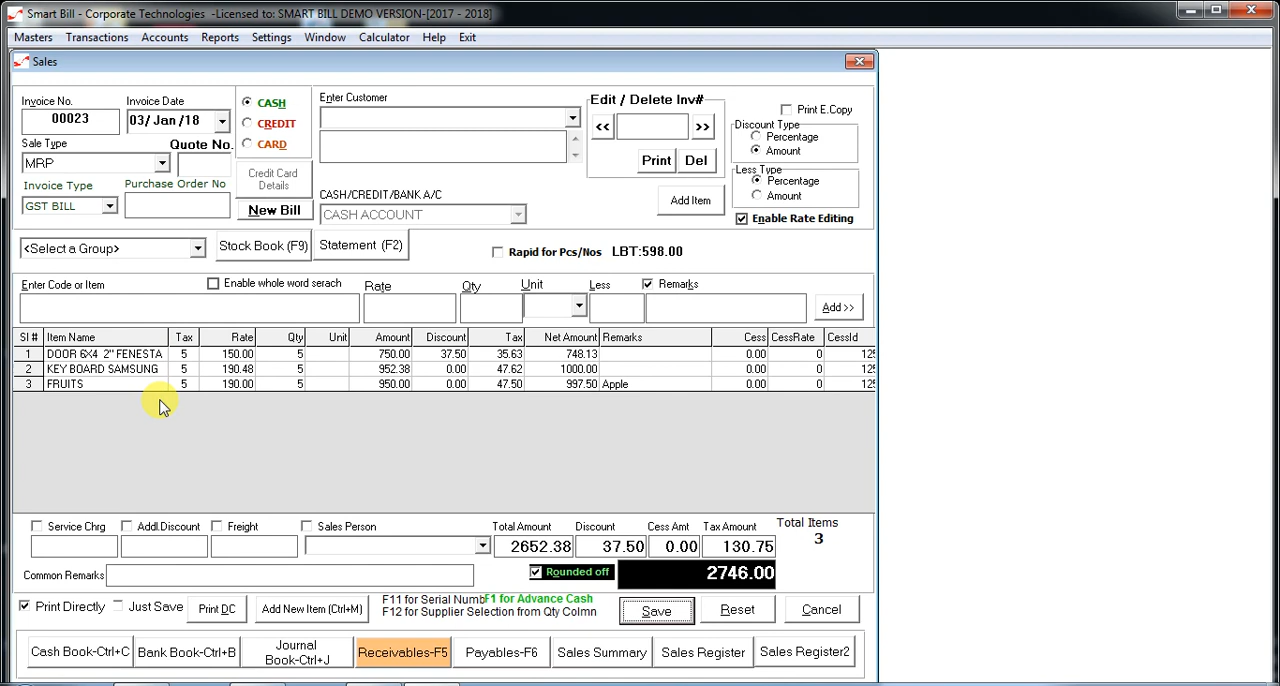 Smart Bill - Corporate Technologies -Licensed to: SMART BILL DEMO VERSION-[2017 - 2018]
Masters Transactions Accounts Reports Settings Window Calculator Help Exit
Sales
Invoice No. Invoice Date CASH Enter Customer Edit / Delete Inv# Print E.Copy
00023 03/Jan/18 CREDIT << >> Discount Type
Percentage
Sale Type Quote No. CARD Amount
MRP Credit Card Details Print Del Less Type
Invoice Type Purchase Order No CASH/CREDIT/BANK A/C Percentage
GST BILL New Bill CASH ACCOUNT Add Item Amount
Enable Rate Editing
<Select a Group> Stock Book (F9) Statement (F2) Rapid for Pcs/Nos LBT:598.00
Enter Code or Item Enable whole word serach Rate Qty Unit Less Remarks
Add >>
Sl # Item Name Tax Rate Qty Unit Amount Discount Tax Net Amount Remarks Cess CessRate CessId
1 DOOR 6X4 2" FENESTA 5 150.00 5 750.00 37.50 35.63 748.13 0.00 0 125
2 KEY BOARD SAMSUNG 5 190.48 5 952.38 0.00 47.62 1000.00 0.00 0 125
3 FRUITS 5 190.00 5 950.00 0.00 47.50 997.50 Apple 0.00 0 125
Service Chrg Addl.Discount Freight Sales Person Total Amount Discount Cess Amt Tax Amount Total Items
2652.38 37.50 0.00 130.75 3
Common Remarks Rounded off 2746.00
Print Directly Just Save Print DC Add New Item (Ctrl+M) F11 for Serial Numb F1 for Advance Cash
F12 for Supplier Selection from Qty Colmn Save Reset Cancel
Cash Book-Ctrl+C Bank Book-Ctrl+B Journal Book-Ctrl+J Receivables-F5 Payables-F6 Sales Summary Sales Register Sales Register2